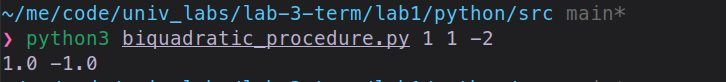 ~/me/code/univ_labs/lab-3-term/lab1/python/src main*
❯ python3 biquadratic_procedure.py 1 1 -2
1.0 -1.0